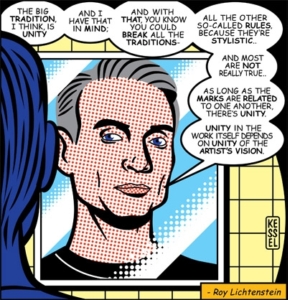 THE BIG
TRADITION,
I THINK, IS
UNITY
AND I
HAVE THAT
IN MIND;
AND WITH
THAT, YOU KNOW
YOU COULD
BREAK ALL THE
TRADITIONS-
ALL THE OTHER
SO-CALLED RULES,
BECAUSE THEY'RE
STYLISTIC..
AND MOST
ARE NOT
REALLY TRUE..
AS LONG AS THE
MARKS ARE RELATED
TO ONE ANOTHER,
THERE'S UNITY.
UNITY IN THE
WORK ITSELF DEPENDS
ON UNITY OF THE
ARTIST'S VISION.
KESSEL
- Roy Lichtenstein